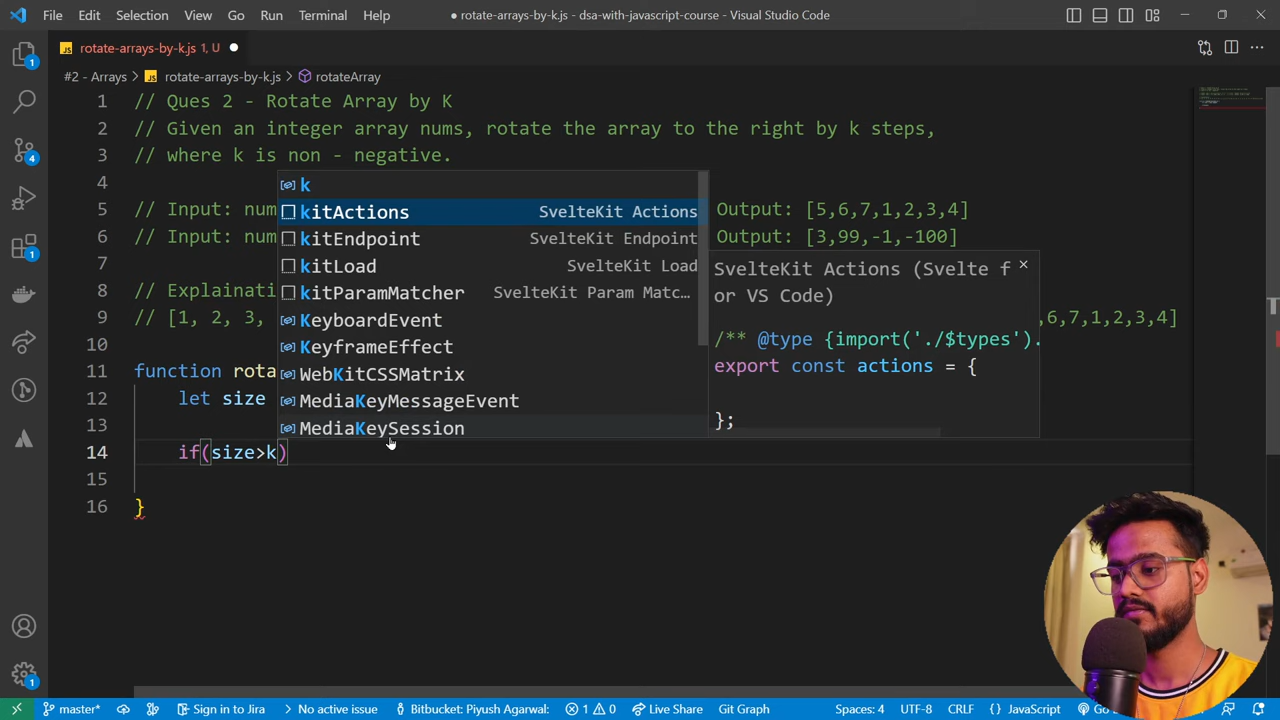 File Edit Selection View Go Run Terminal Help
● rotate-arrays-by-k.js - dsa-with-javascript-course - Visual Studio Code
JS rotate-arrays-by-k.js 1, U ●
#2 - Arrays > JS rotate-arrays-by-k.js > rotateArray
1 // Ques 2 - Rotate Array by K
2 // Given an integer array nums, rotate the array to the right by k steps,
3 // where k is non - negative.
4
k
5 // Input: num
kitActions SvelteKit Actions
Output: [5,6,7,1,2,3,4]
6 // Input: num
kitEndpoint SvelteKit Endpoint
Output: [3,99,-1,-100]
7
kitLoad SvelteKit Load
SvelteKit Actions (Svelte f
or VS Code)
8 // Explainati
kitParamMatcher SvelteKit Param Matc…
9 // [1, 2, 3,
KeyboardEvent
,6,7,1,2,3,4]
10
KeyframeEffect
/** @type {import('./$types').
11 function rota
WebKitCSSMatrix
export const actions = {
12 let size
MediaKeyMessageEvent
};
13
MediaKeySession
14 if(size>k)
15
16 }
1
4
1
1
master* Sign in to Jira No active issue Bitbucket: Piyush Agarwal: 1 0 Live Share Git Graph Spaces: 4 UTF-8 CRLF JavaScript Go